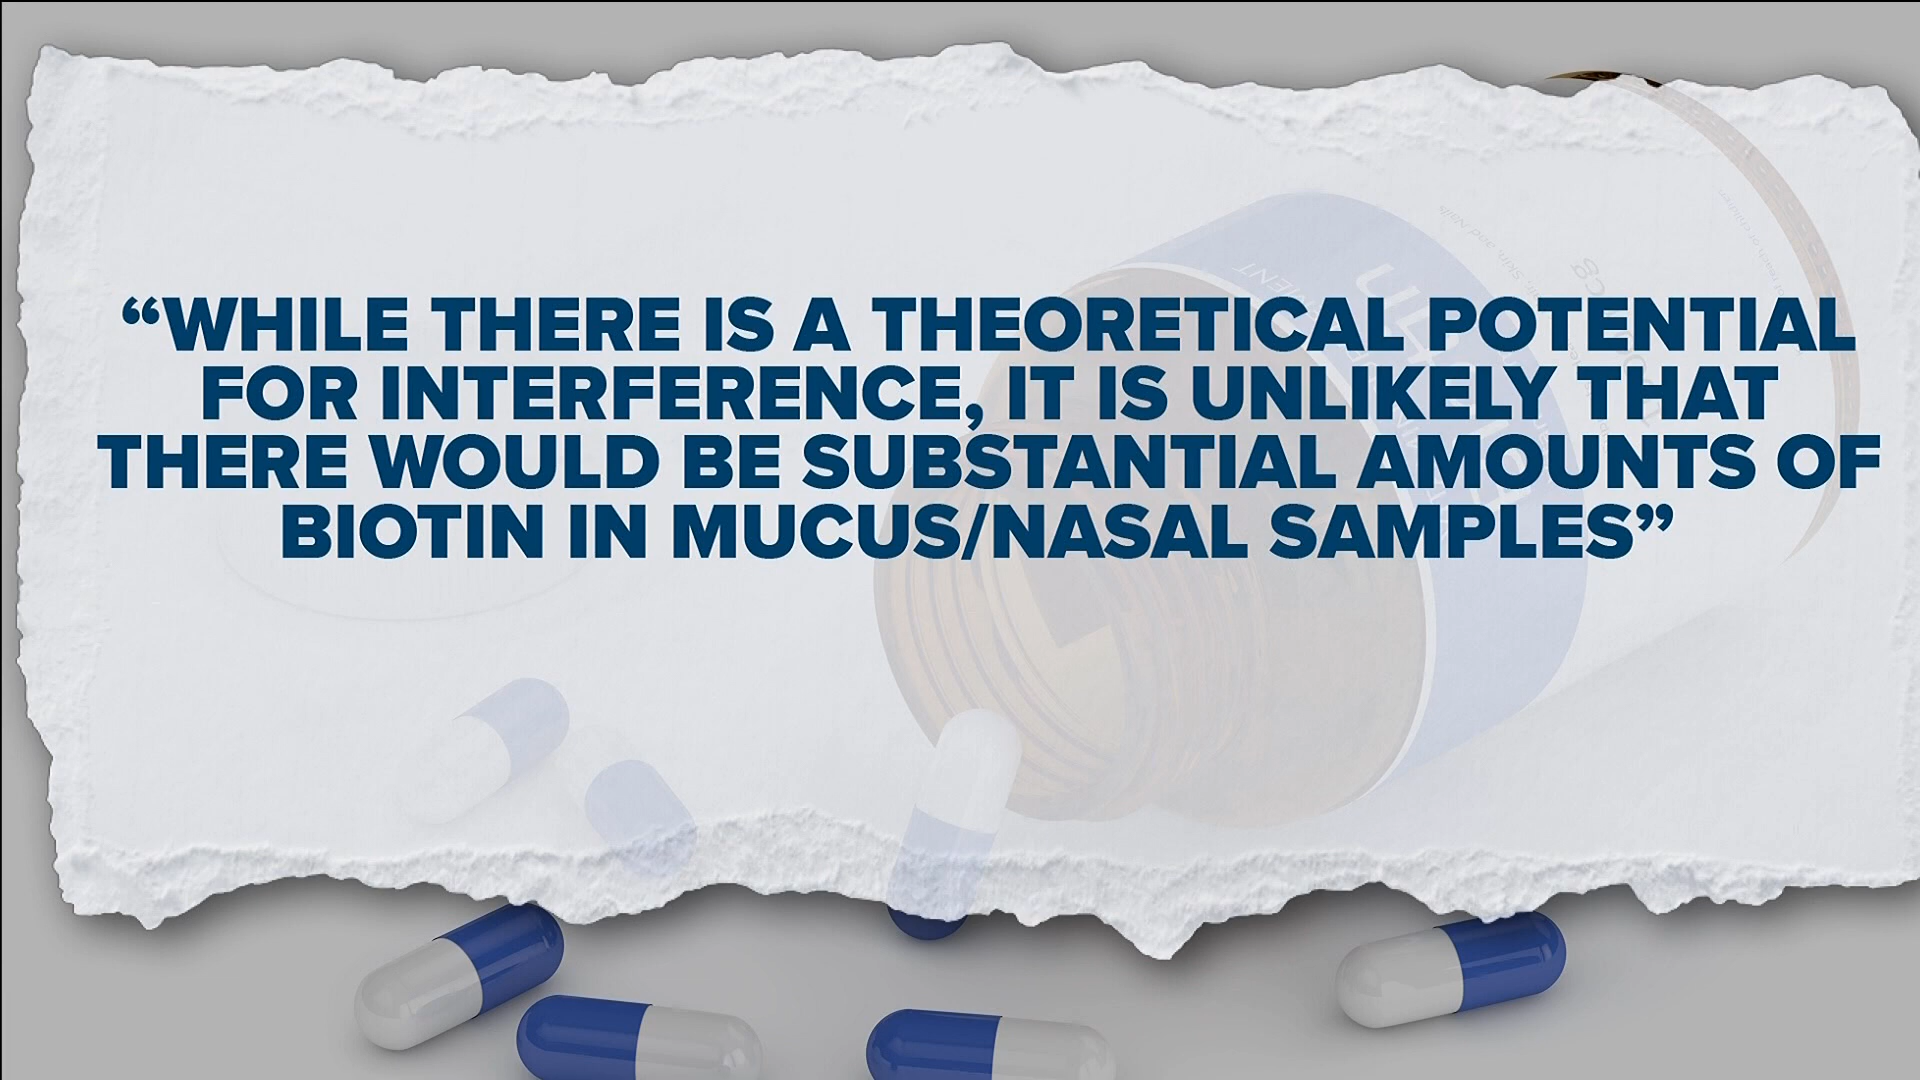 “WHILE THERE IS A THEORETICAL POTENTIAL
FOR INTERFERENCE, IT IS UNLIKELY THAT
THERE WOULD BE SUBSTANTIAL AMOUNTS OF
BIOTIN IN MUCUS/NASAL SAMPLES”